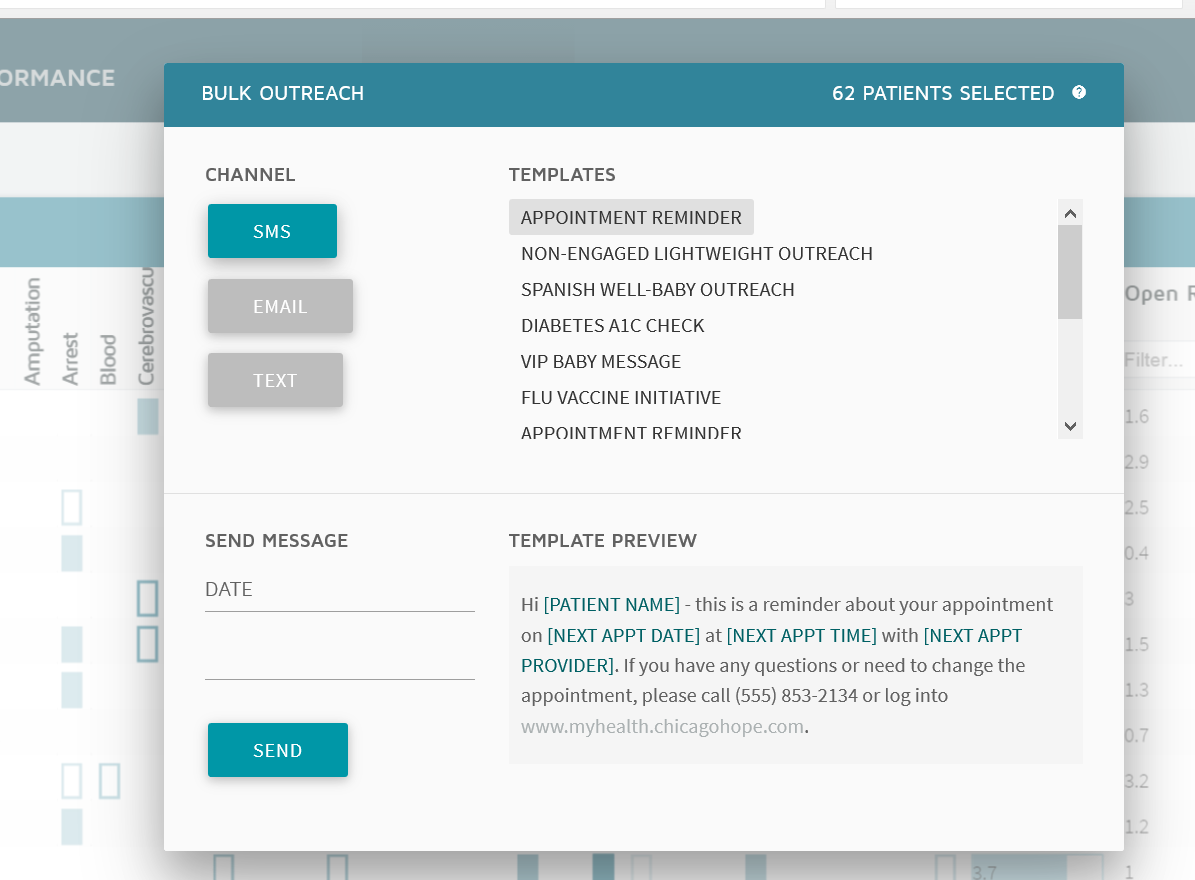 ORMANCE
BULK OUTREACH
62 PATIENTS SELECTED ?
CHANNEL
SMS
EMAIL
TEXT
TEMPLATES
APPOINTMENT REMINDER
NON-ENGAGED LIGHTWEIGHT OUTREACH
SPANISH WELL-BABY OUTREACH
DIABETES A1C CHECK
VIP BABY MESSAGE
FLU VACCINE INITIATIVE
APPOINTMENT REMINDER
SEND MESSAGE
DATE
SEND
TEMPLATE PREVIEW
Hi [PATIENT NAME] - this is a reminder about your appointment
on [NEXT APPT DATE] at [NEXT APPT TIME] with [NEXT APPT
PROVIDER]. If you have any questions or need to change the
appointment, please call (555) 853-2134 or log into
www.myhealth.chicagohope.com.
Amputation
Arrest
Blood
Cerebrovascu
Open R
Filter...
1.6
2.9
2.5
0.4
3
1.5
1.3
0.7
3.2
1.2
3.7
1